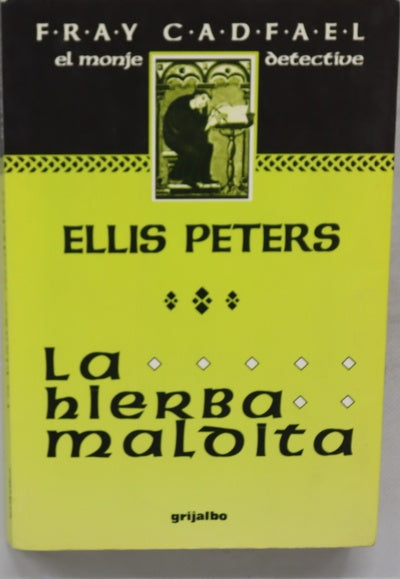 F·R·A·Y C·A·D·F·A·E·L
el monje detective
ELLIS PETERS
La
hierba
maldita
grijalbo